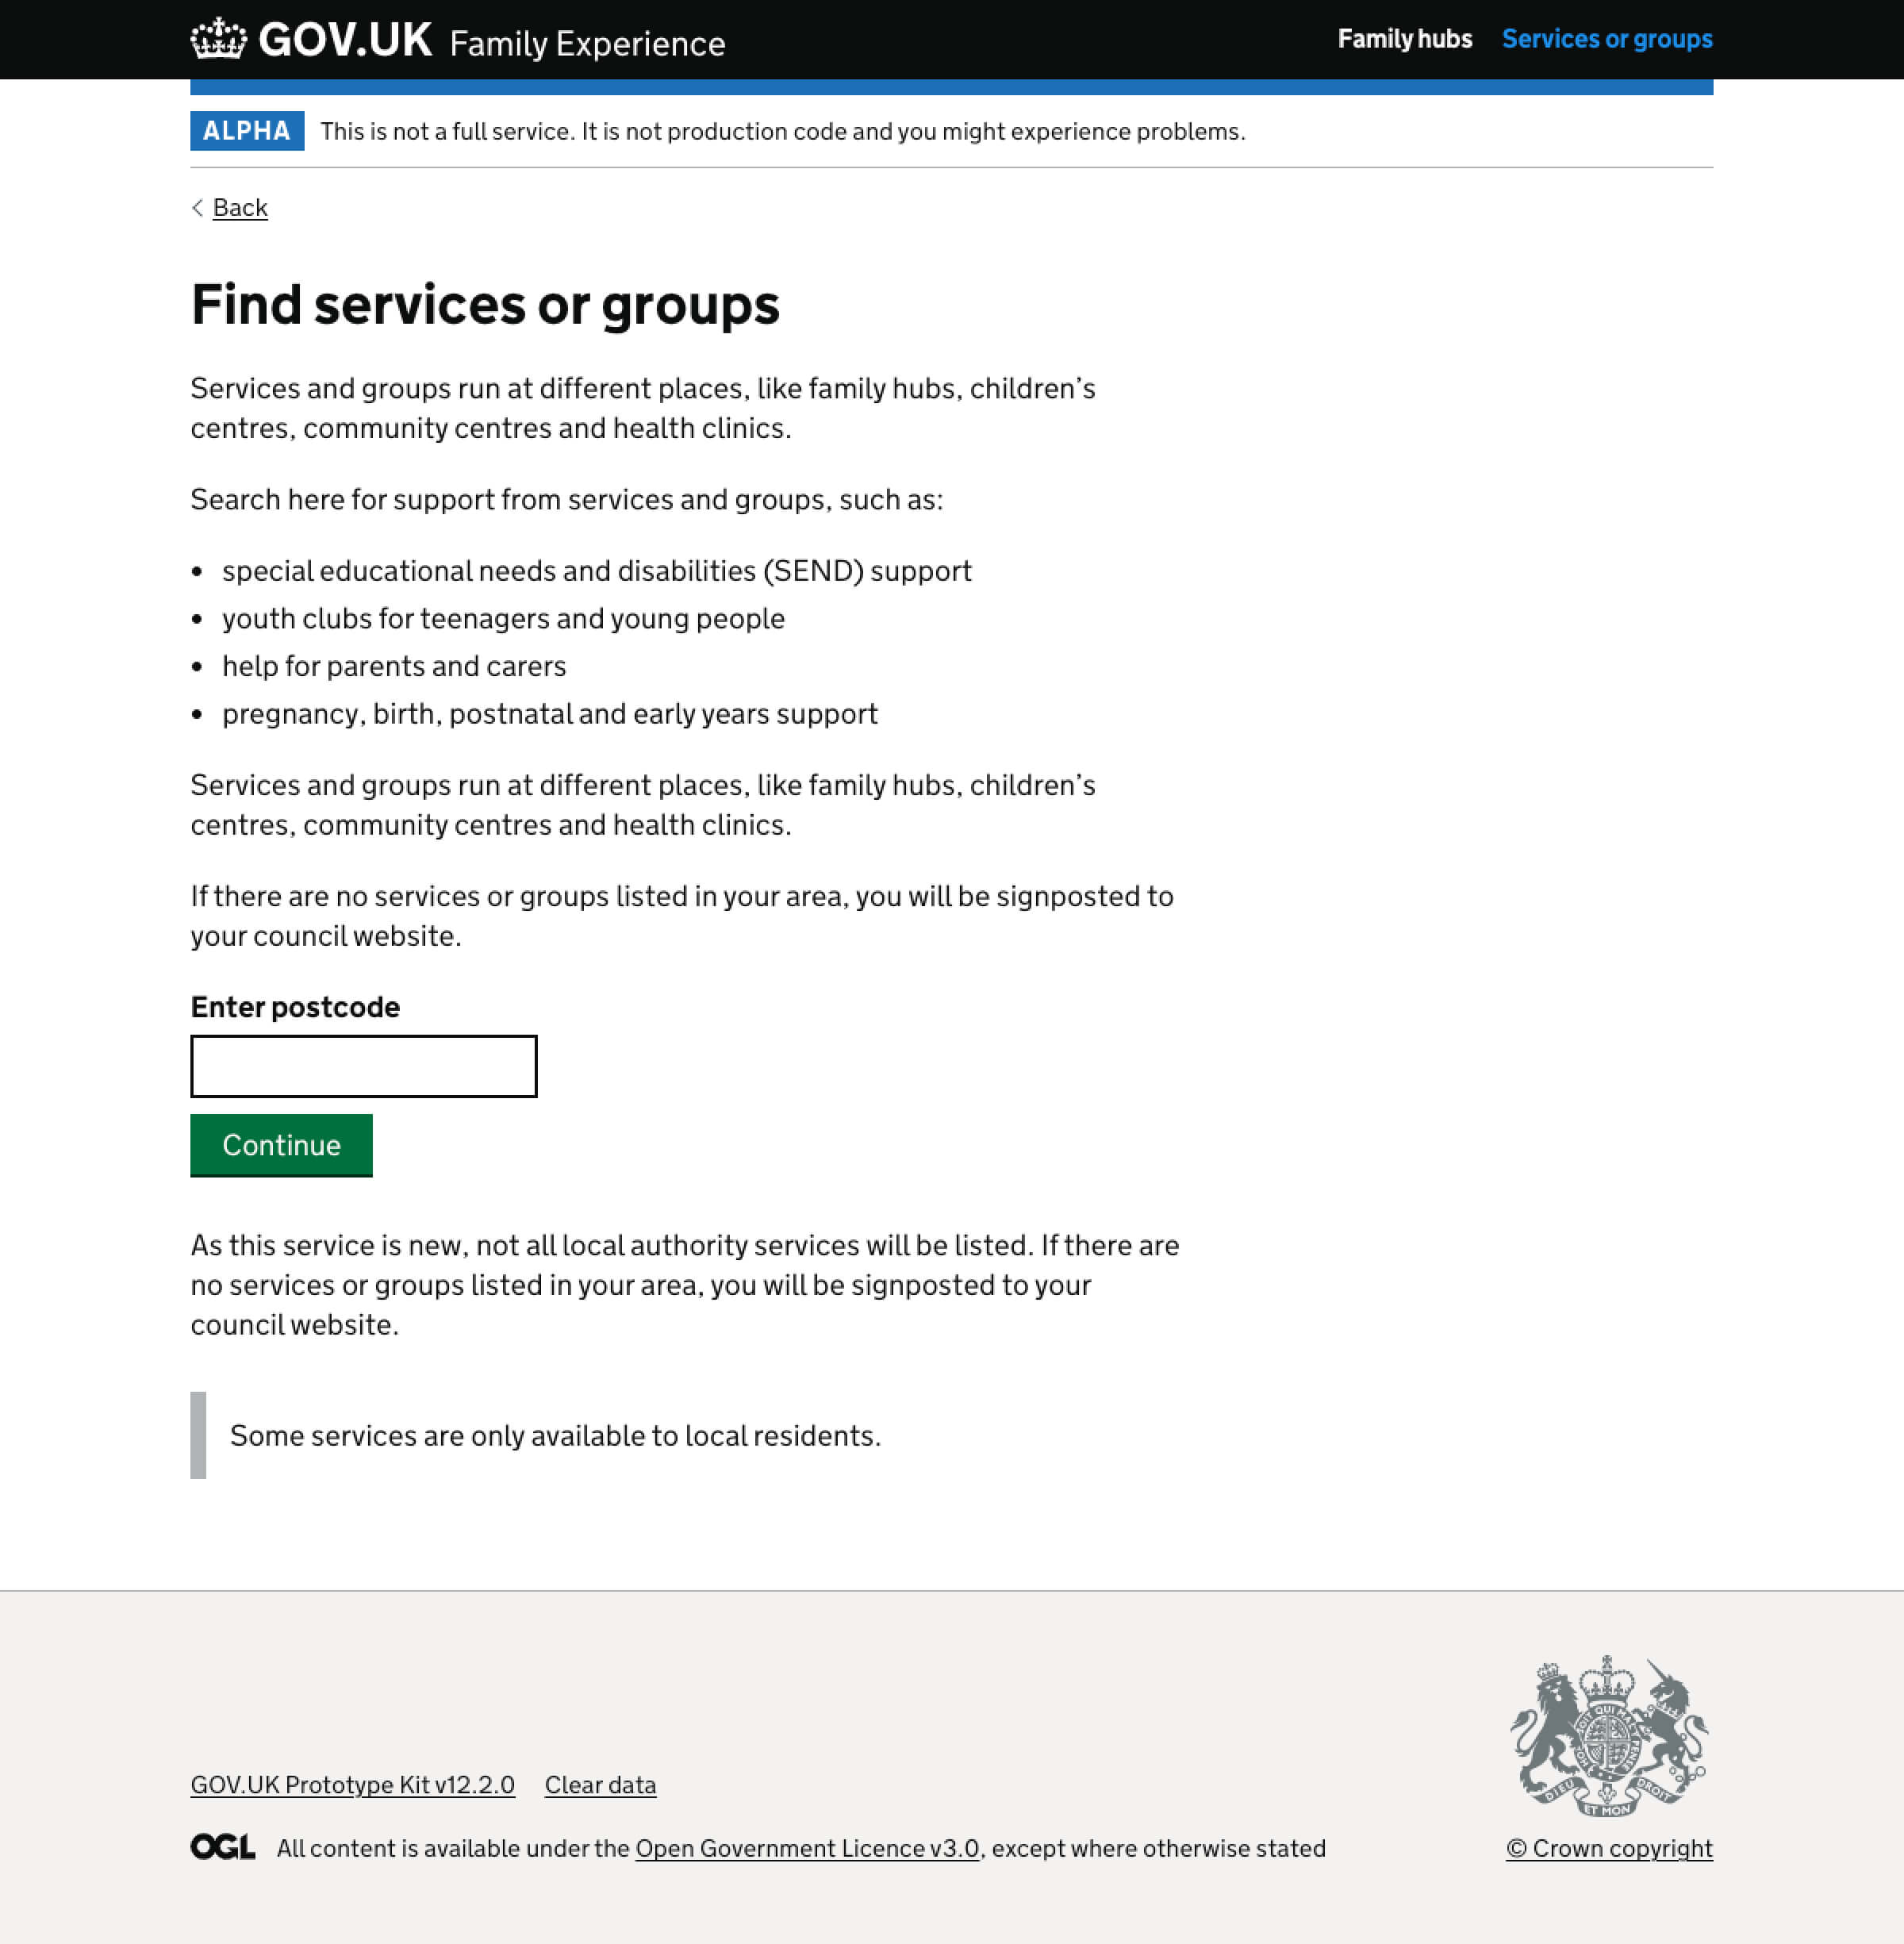 GOV.UK Family Experience
Family hubs Services or groups
ALPHA This is not a full service. It is not production code and you might experience problems.
Back
Find services or groups
Services and groups run at different places, like family hubs, children’s
centres, community centres and health clinics.
Search here for support from services and groups, such as:
• special educational needs and disabilities (SEND) support
• youth clubs for teenagers and young people
• help for parents and carers
• pregnancy, birth, postnatal and early years support
Services and groups run at different places, like family hubs, children’s
centres, community centres and health clinics.
If there are no services or groups listed in your area, you will be signposted to
your council website.
Enter postcode
Continue
As this service is new, not all local authority services will be listed. If there are
no services or groups listed in your area, you will be signposted to your
council website.
Some services are only available to local residents.
DIEU ET MON DROIT
GOV.UK Prototype Kit v12.2.0 Clear data
OGL All content is available under the Open Government Licence v3.0, except where otherwise stated
© Crown copyright